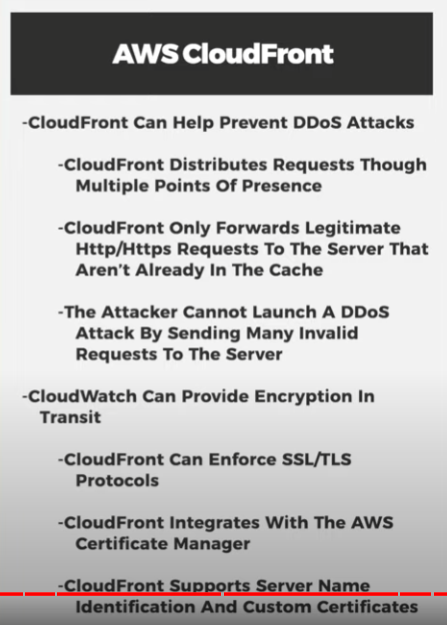 AWS CloudFront
-CloudFront Can Help Prevent DDoS Attacks
-CloudFront Distributes Requests Though
Multiple Points Of Presence
-CloudFront Only Forwards Legitimate
Http/Https Requests To The Server That
Aren't Already In The Cache
-The Attacker Cannot Launch A DDoS
Attack By Sending Many Invalid
Requests To The Server
-CloudWatch Can Provide Encryption In
Transit
-CloudFront Can Enforce SSL/TLS
Protocols
-CloudFront Integrates With The AWS
Certificate Manager
-CloudFront Supports Server Name
Identification And Custom Certificates